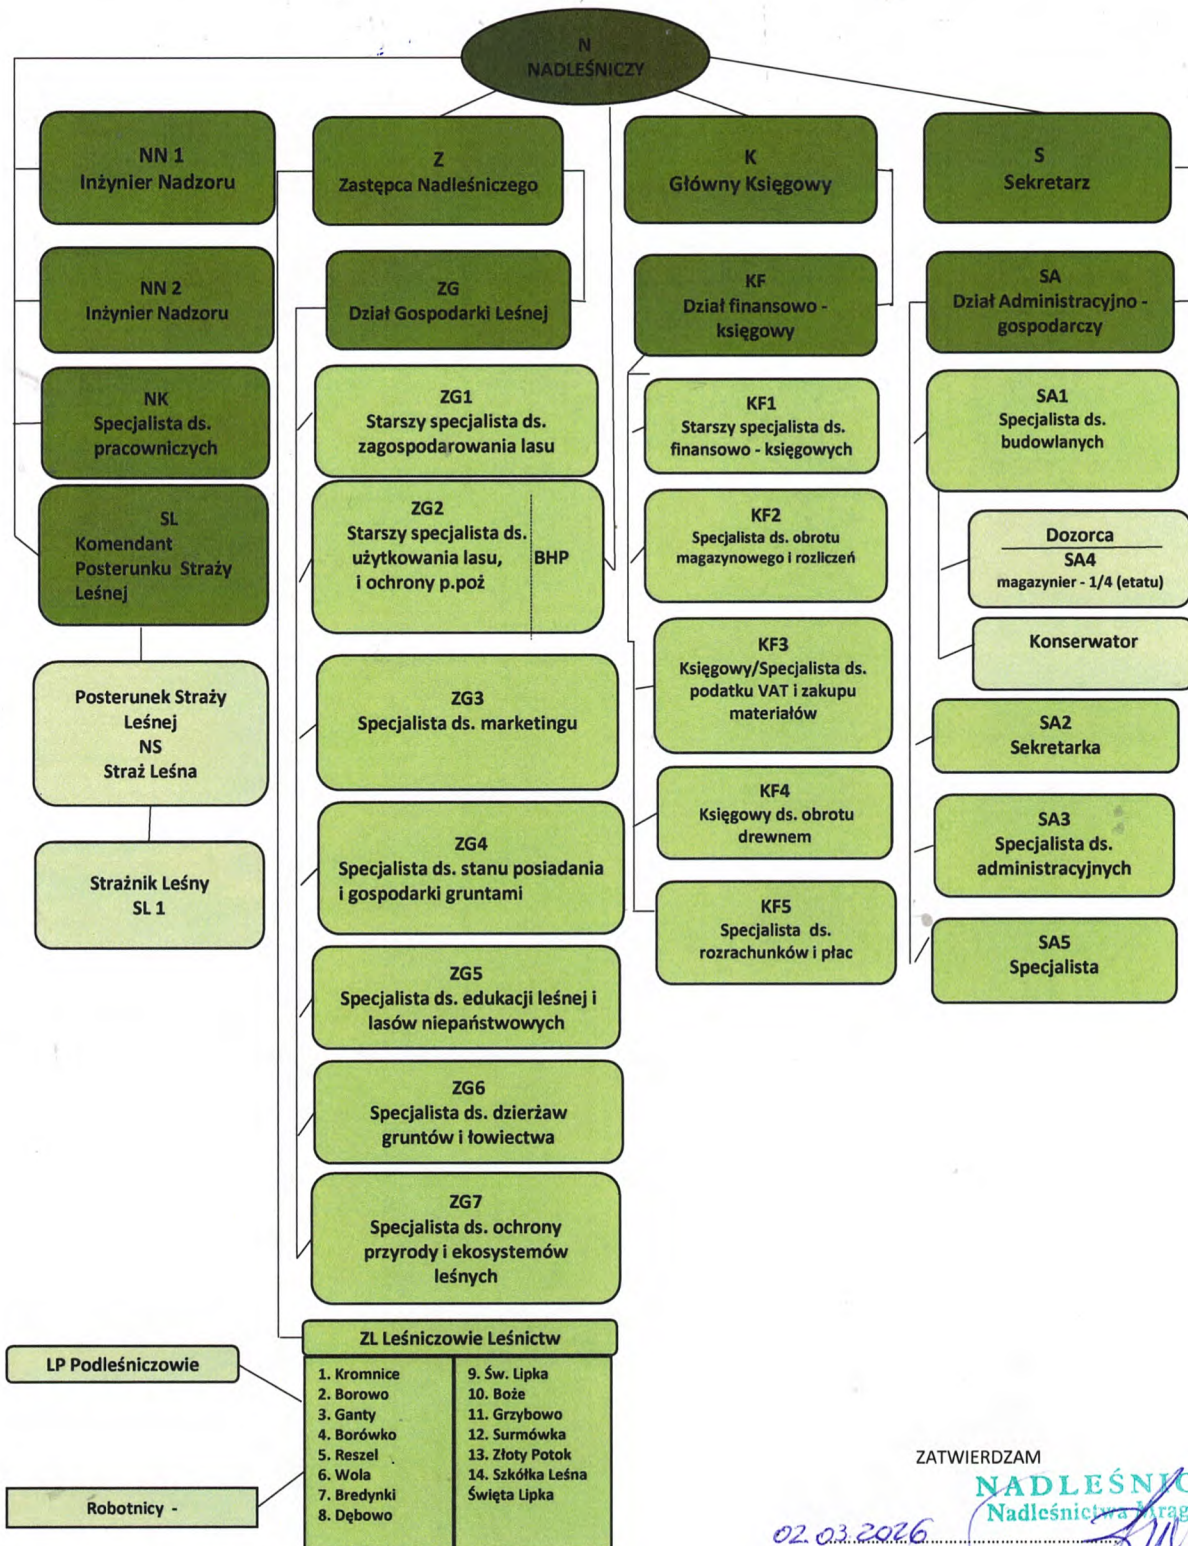 N
NADLEŚNICZY
NN 1
Inżynier Nadzoru
Z
Zastępca Nadleśniczego
K
Główny Księgowy
S
Sekretarz
NN 2
Inżynier Nadzoru
ZG
Dział Gospodarki Leśnej
KF
Dział finansowo -
księgowy
SA
Dział Administracyjno -
gospodarczy
NK
Specjalista ds.
pracowniczych
SL
Komendant
Posterunku Straży
Leśnej
Posterunek Straży
Leśnej
NS
Straż Leśna
Strażnik Leśny
SL 1
ZG1
Starszy specjalista ds.
zagospodarowania lasu
ZG2
Starszy specjalista ds.
użytkowania lasu,
i ochrony p.poż
BHP
ZG3
Specjalista ds. marketingu
ZG4
Specjalista ds. stanu posiadania
i gospodarki gruntami
ZG5
Specjalista ds. edukacji leśnej i
lasów niepaństwowych
ZG6
Specjalista ds. dzierżaw
gruntów i łowiectwa
ZG7
Specjalista ds. ochrony
przyrody i ekosystemów
leśnych
KF1
Starszy specjalista ds.
finansowo - księgowych
KF2
Specjalista ds. obrotu
magazynowego i rozliczeń
KF3
Księgowy/Specjalista ds.
podatku VAT i zakupu
materiałów
KF4
Księgowy ds. obrotu
drewnem
KF5
Specjalista ds.
rozrachunków i płac
SA1
Specjalista ds.
budowlanych
Dozorca
SA4
magazynier - 1/4 (etatu)
Konserwator
SA2
Sekretarka
SA3
Specjalista ds.
administracyjnych
SA5
Specjalista
ZL Leśniczowie Leśnictw
LP Podleśniczowie
Robotnicy -
1. Kromnice
2. Borowo
3. Ganty
4. Borówko
5. Reszel
6. Wola
7. Bredynki
8. Dębowo
9. Św. Lipka
10. Boże
11. Grzybowo
12. Surmówka
13. Złoty Potok
14. Szkółka Leśna
Święta Lipka
ZATWIERDZAM
NADLEŚNIC
Nadleśnictwa Mrąg
02.03.2026